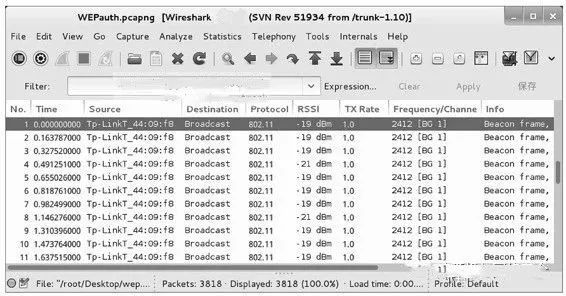 WEPauth.pcapng [Wireshark (SVN Rev 51934 from /trunk-1.10)]
File Edit View Go Capture Analyze Statistics Telephony Tools Internals Help
Filter: Expression... Clear Apply 保存
No. Time Source Destination Protocol RSSI TX Rate Frequency/Channe Info
1 0.000000000 Tp-LinkT_44:09:f8 Broadcast 802.11 -19 dBm 1.0 2412 [BG 1] Beacon frame,
2 0.163787000 Tp-LinkT_44:09:f8 Broadcast 802.11 -19 dBm 1.0 2412 [BG 1] Beacon frame,
3 0.327520000 Tp-LinkT_44:09:f8 Broadcast 802.11 -19 dBm 1.0 2412 [BG 1] Beacon frame,
4 0.491251000 Tp-LinkT_44:09:f8 Broadcast 802.11 -21 dBm 1.0 2412 [BG 1] Beacon frame,
5 0.655026000 Tp-LinkT_44:09:f8 Broadcast 802.11 -19 dBm 1.0 2412 [BG 1] Beacon frame,
6 0.818761000 Tp-LinkT_44:09:f8 Broadcast 802.11 -19 dBm 1.0 2412 [BG 1] Beacon frame,
7 0.982499000 Tp-LinkT_44:09:f8 Broadcast 802.11 -19 dBm 1.0 2412 [BG 1] Beacon frame,
8 1.146276000 Tp-LinkT_44:09:f8 Broadcast 802.11 -21 dBm 1.0 2412 [BG 1] Beacon frame,
9 1.310396000 Tp-LinkT_44:09:f8 Broadcast 802.11 -19 dBm 1.0 2412 [BG 1] Beacon frame,
10 1.473764000 Tp-LinkT_44:09:f8 Broadcast 802.11 -19 dBm 1.0 2412 [BG 1] Beacon frame,
11 1.637515000 Tp-LinkT_44:09:f8 Broadcast 802.11 -19 dBm 1.0 2412 [BG 1] Beacon frame,
File: "/root/Desktop/wep... Packets: 3818 · Displayed: 3818 (100.0%) · Load time: 0:00.... Profile: Default